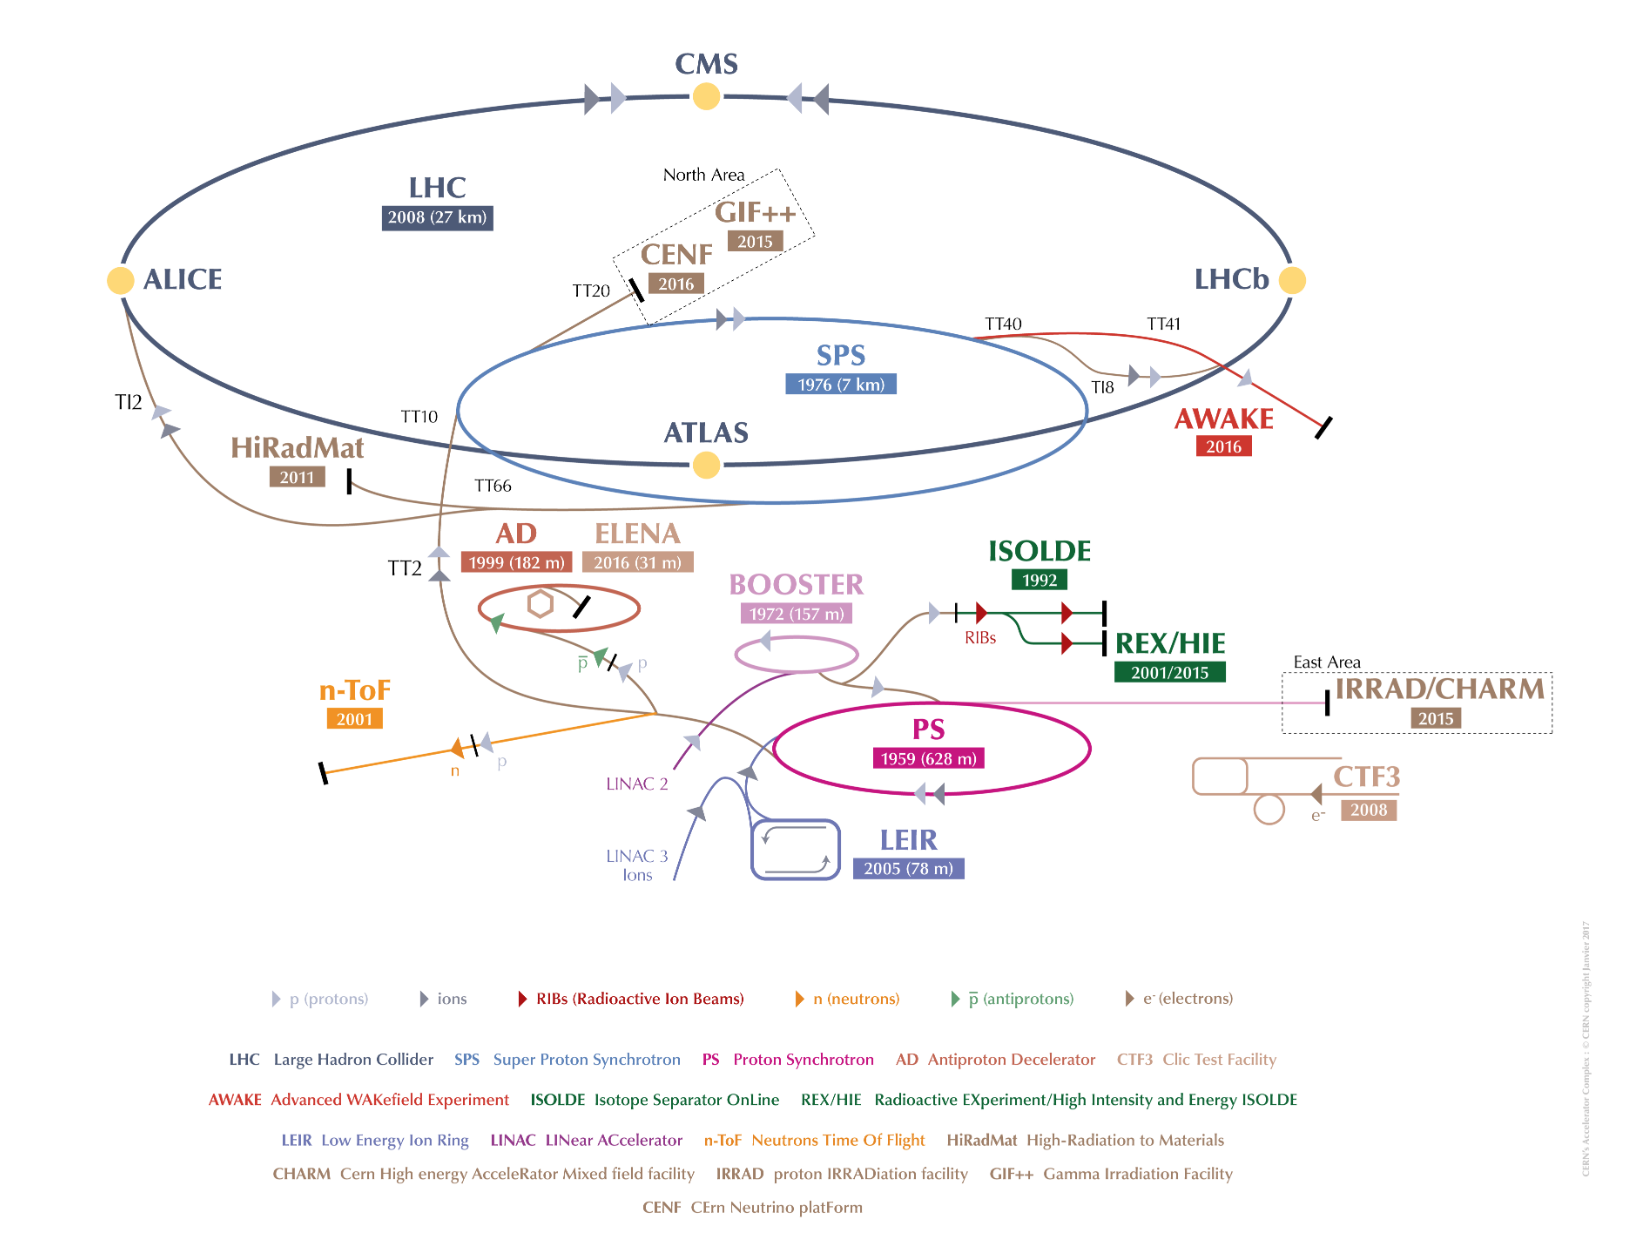 CMS
LHC
2008 (27 km)
North Area
GIF++
2015
CENF
2016
TT20
ALICE
LHCb
TT40
TT41
SPS
1976 (7 km)
TI8
TI2
TT10
ATLAS
AWAKE
2016
HiRadMat
2011
TT66
AD
1999 (182 m)
ELENA
2016 (31 m)
TT2
ISOLDE
1992
BOOSTER
1972 (157 m)
RIBs
REX/HIE
2001/2015
p̅
p
East Area
IRRAD/CHARM
2015
n-ToF
2001
n
p
PS
1959 (628 m)
LINAC 2
CTF3
2008
e-
LEIR
2005 (78 m)
LINAC 3
Ions
p (protons) ions RIBs (Radioactive Ion Beams) n (neutrons) p̅ (antiprotons) e- (electrons)
LHC Large Hadron Collider SPS Super Proton Synchrotron PS Proton Synchrotron AD Antiproton Decelerator CTF3 Clic Test Facility
AWAKE Advanced WAKefield Experiment ISOLDE Isotope Separator OnLine REX/HIE Radioactive EXperiment/High Intensity and Energy ISOLDE
LEIR Low Energy Ion Ring LINAC LINear ACcelerator n-ToF Neutrons Time Of Flight HiRadMat High-Radiation to Materials
CHARM Cern High energy AcceleRator Mixed field facility IRRAD proton IRRADiation facility GIF++ Gamma Irradiation Facility
CENF CErn Neutrino platForm
CERN's Accelerator Complex : © CERN copyright Janvier 2017